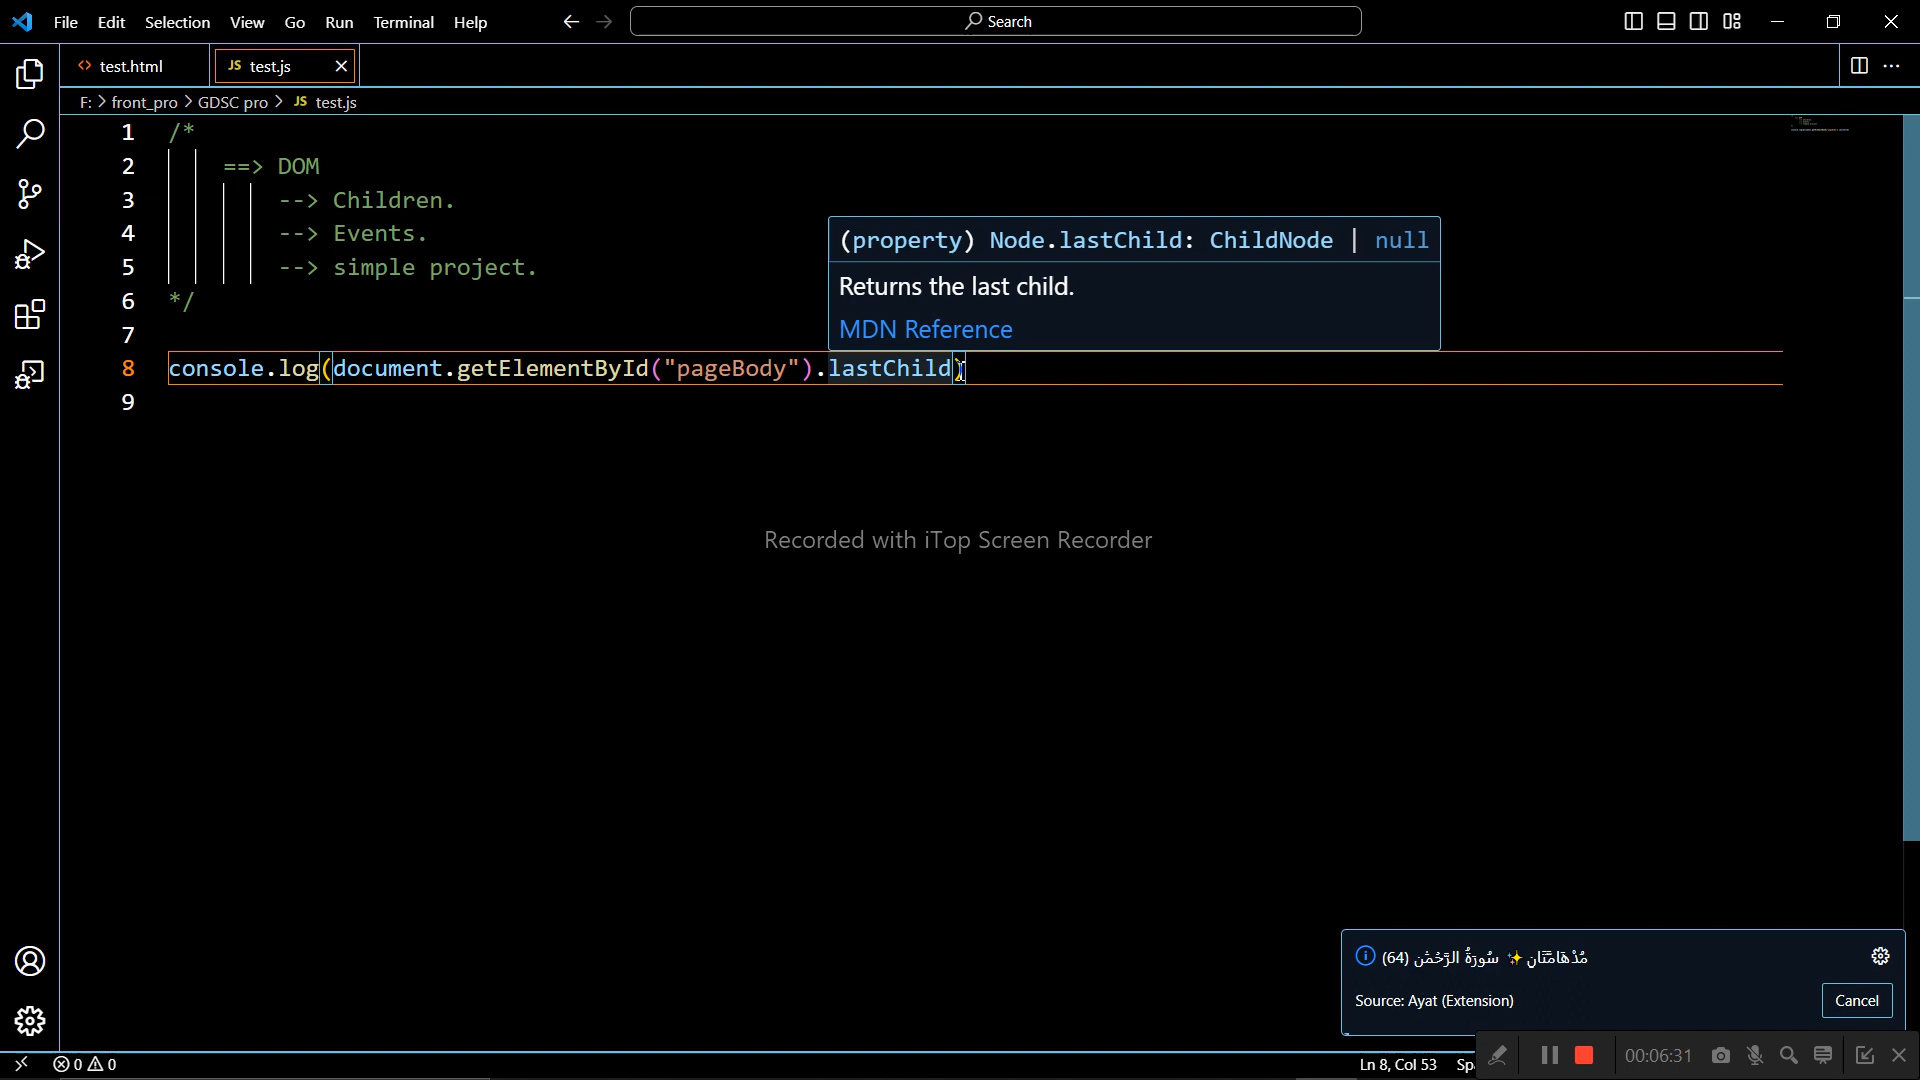 File Edit Selection View Go Run Terminal Help
Search
test.html
JS test.js
F: > front_pro > GDSC pro > JS test.js
1 /*
2 ==> DOM
3 --> Children.
4 --> Events.
5 --> simple project.
6 */
7
8 console.log(document.getElementById("pageBody").lastChild)
9
(property) Node.lastChild: ChildNode | null
Returns the last child.
MDN Reference
Recorded with iTop Screen Recorder
مُدْهَامَّتَانِ ✨ سُورَةُ الرَّحْمَٰن (64)
Source: Ayat (Extension)
Cancel
0 0
Ln 8, Col 53
00:06:31